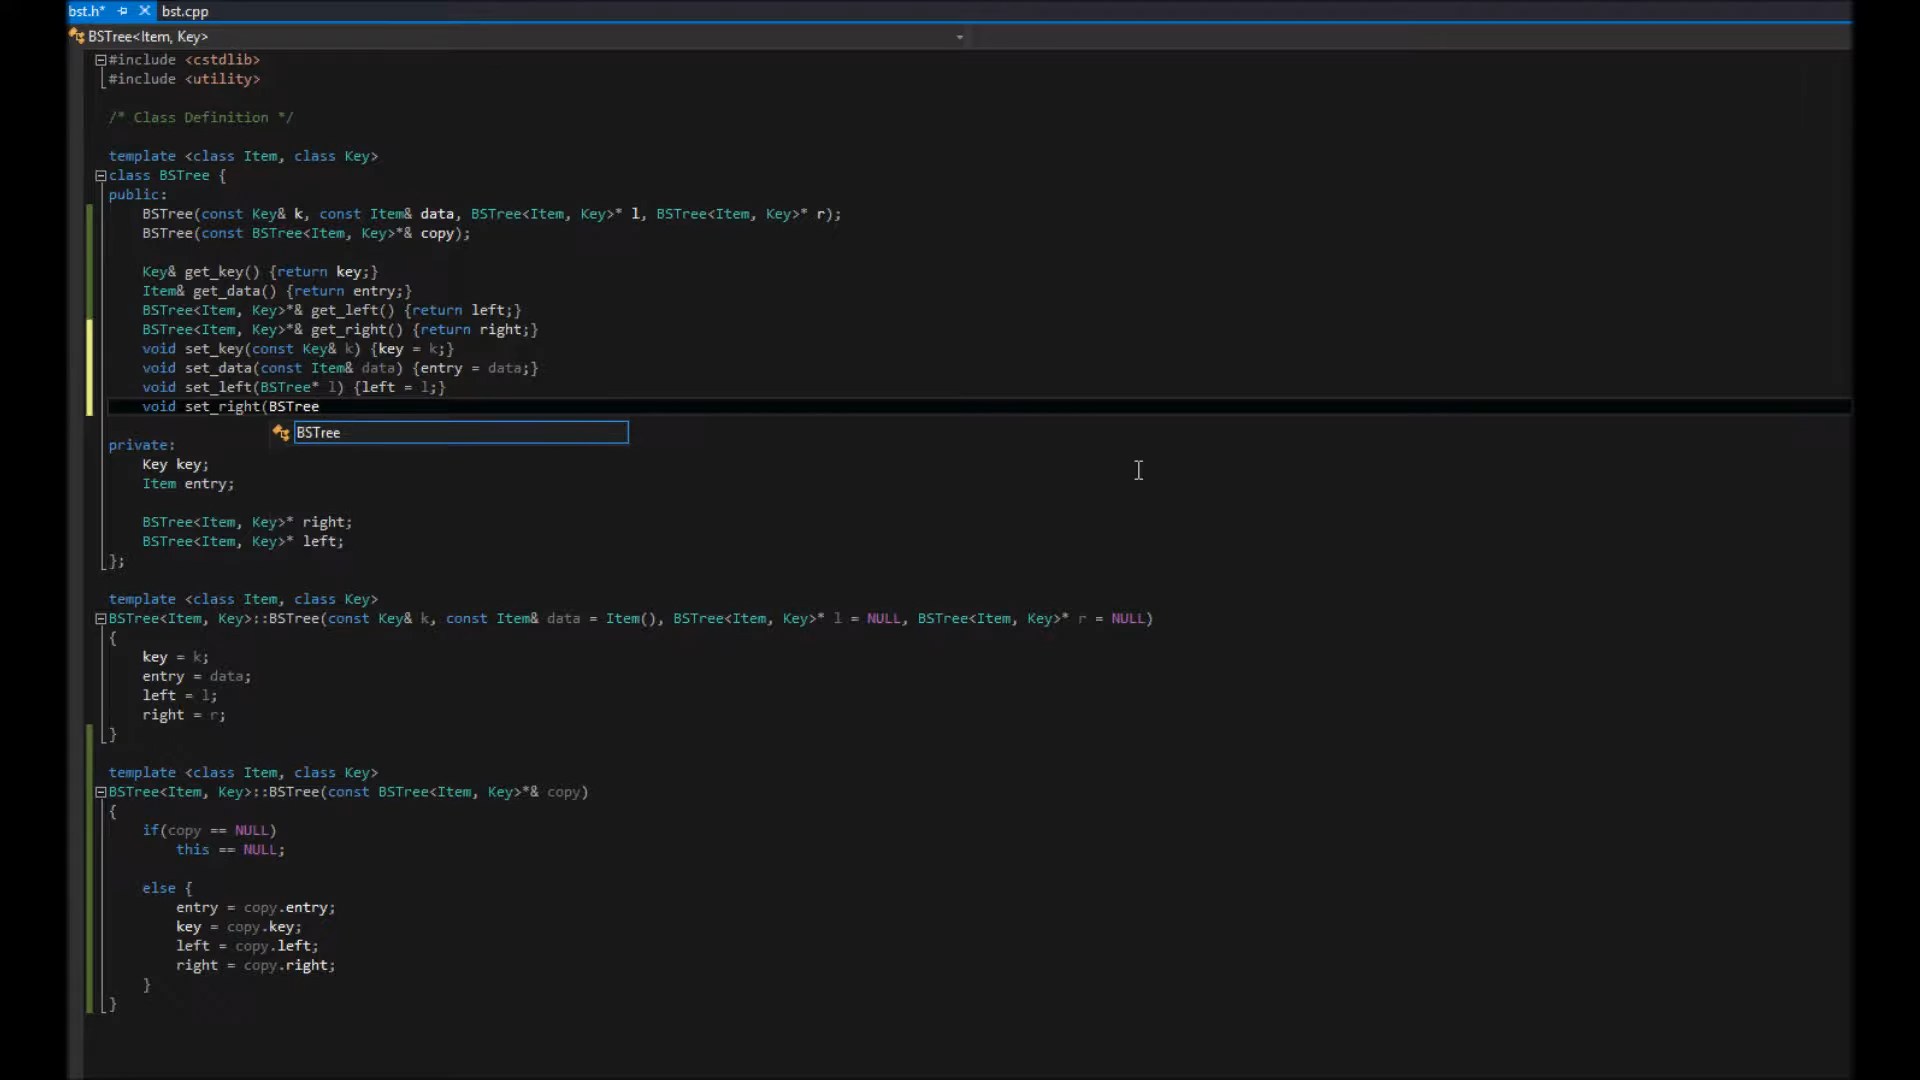 bst.h*
bst.cpp
BSTree<Item, Key>
#include <cstdlib>
#include <utility>
/* Class Definition */
template <class Item, class Key>
class BSTree {
public:
BSTree(const Key& k, const Item& data, BSTree<Item, Key>* l, BSTree<Item, Key>* r);
BSTree(const BSTree<Item, Key>*& copy);
Key& get_key() {return key;}
Item& get_data() {return entry;}
BSTree<Item, Key>*& get_left() {return left;}
BSTree<Item, Key>*& get_right() {return right;}
void set_key(const Key& k) {key = k;}
void set_data(const Item& data) {entry = data;}
void set_left(BSTree* l) {left = l;}
void set_right(BSTree
BSTree
private:
Key key;
Item entry;
BSTree<Item, Key>* right;
BSTree<Item, Key>* left;
};
template <class Item, class Key>
BSTree<Item, Key>::BSTree(const Key& k, const Item& data = Item(), BSTree<Item, Key>* l = NULL, BSTree<Item, Key>* r = NULL)
{
key = k;
entry = data;
left = l;
right = r;
}
template <class Item, class Key>
BSTree<Item, Key>::BSTree(const BSTree<Item, Key>*& copy)
{
if(copy == NULL)
this == NULL;
else {
entry = copy.entry;
key = copy.key;
left = copy.left;
right = copy.right;
}
}